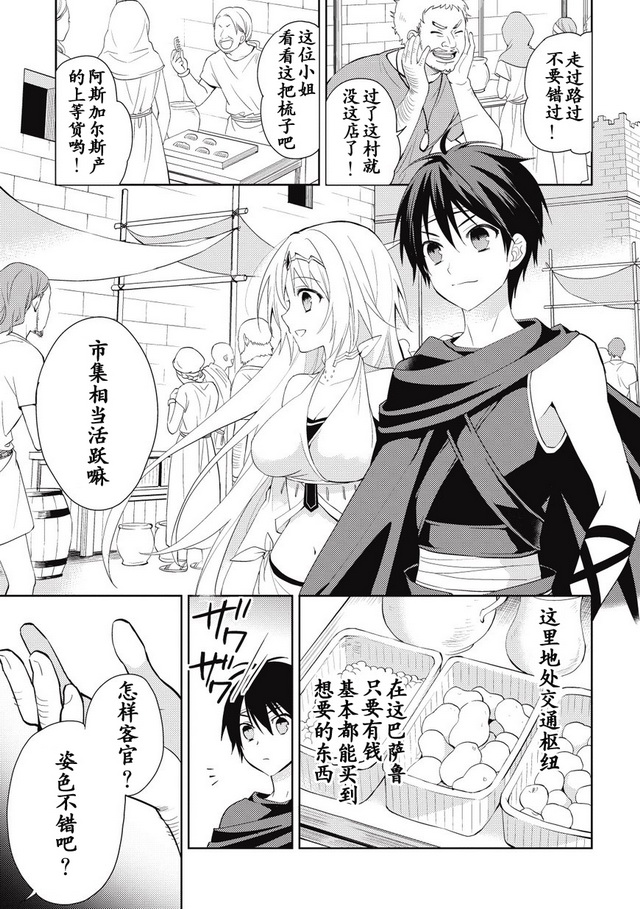 走过路过
不要错过！
过了这村就
没这店了！
这位小姐
看看这把梳子吧
阿斯加尔斯产
的上等货哟！
市集相当活跃嘛
这里地处交通枢纽
在这巴萨鲁
只要有钱
基本都能买到
想要的东西
ザワ
ザワ
怎样客官？
姿色不错吧？